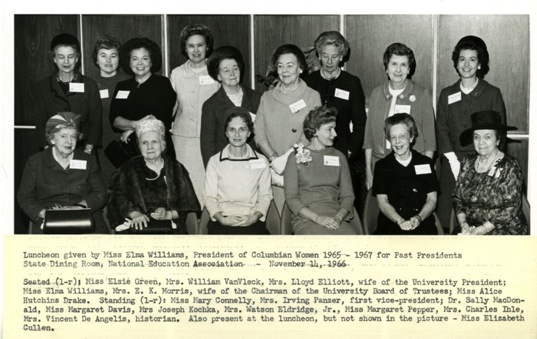 Luncheon given by Miss Elma Williams, President of Columbian Women 1965 - 1967 for Past Presidents
State Dining Room, National Education Association - November 14, 1966
Seated (l-r): Miss Elsie Green, Mrs. William VanVleck, Mrs. Lloyd Elliott, wife of the University President;
Miss Elma Williams, Mrs. E. K. Morris, wife of the Chairman of the University Board of Trustees; Miss Alice
Hutchins Drake. Standing (l-r): Miss Mary Connelly, Mrs. Irving Panzer, first vice-president; Dr. Sally MacDon-
ald, Miss Margaret Davis, Mrs Joseph Kochka, Mrs. Watson Eldridge, Jr., Miss Margaret Pepper, Mrs. Charles Ihle,
Mrs. Vincent De Angelis, historian. Also present at the luncheon, but not shown in the picture - Miss Elizabeth
Cullen.